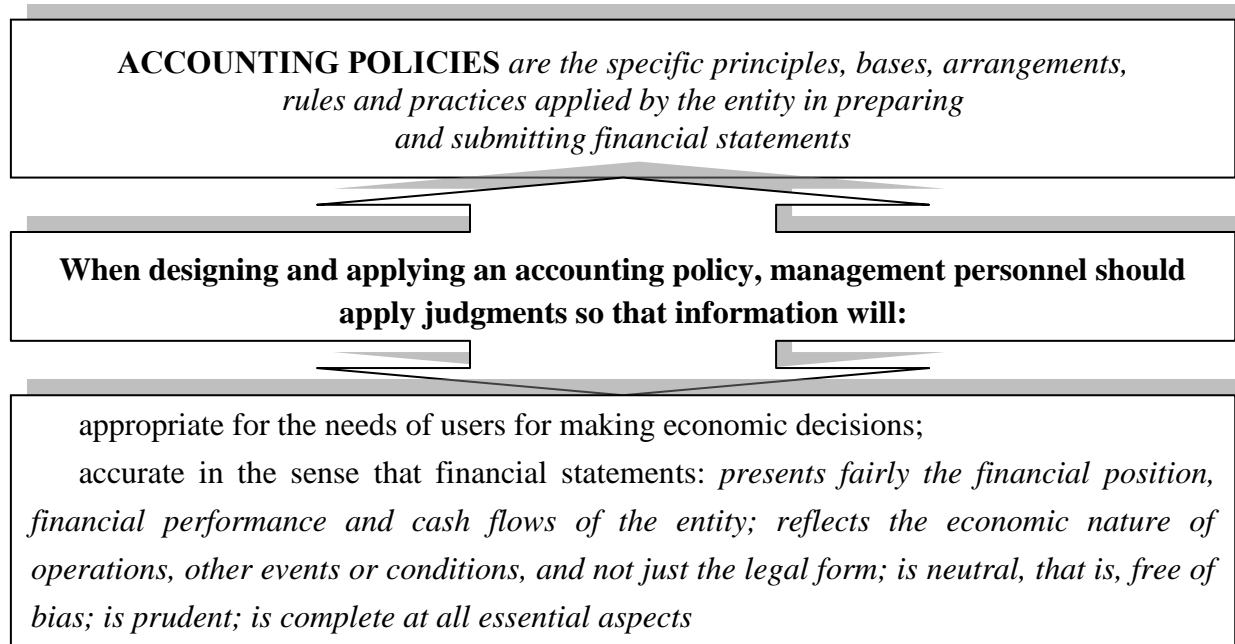 ACCOUNTING POLICIES are the specific principles, bases, arrangements,
rules and practices applied by the entity in preparing
and submitting financial statements
When designing and applying an accounting policy, management personnel should
apply judgments so that information will:
appropriate for the needs of users for making economic decisions;
accurate in the sense that financial statements: presents fairly the financial position,
financial performance and cash flows of the entity; reflects the economic nature of
operations, other events or conditions, and not just the legal form; is neutral, that is, free of
bias; is prudent; is complete at all essential aspects